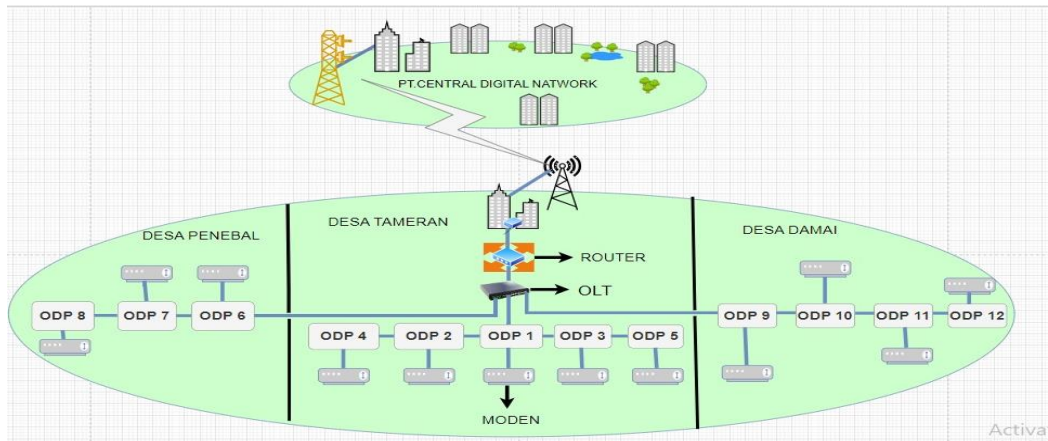 PT.CENTRAL DIGITAL NATWORK
DESA PENEBAL
DESA TAMERAN
DESA DAMAI
ROUTER
OLT
ODP 8
ODP 7
ODP 6
ODP 9
ODP 10
ODP 11
ODP 12
ODP 4
ODP 2
ODP 1
ODP 3
ODP 5
MODEN
Activa